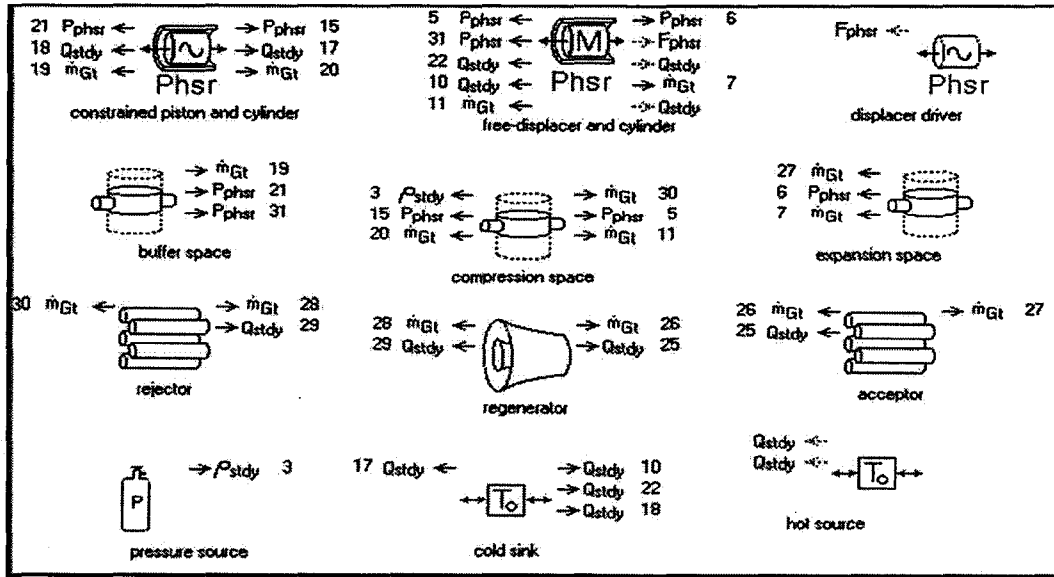 21 Pphsr Pphsr 15
18 Qstdy Qstdy 17
19 ṁGt ṁGt 20
Phsr
constrained piston and cylinder
5 Pphsr M Pphsr 6
31 Pphsr Fphsr
22 Qstdy Qstdy
10 Qstdy ṁGt 7
11 ṁGt Qstdy
Phsr
free-displacer and cylinder
Fphsr
Phsr
displacer driver
ṁGt 19
Pphsr 21
Pphsr 31
buffer space
3 ρstdy ṁGt 30
15 Pphsr Pphsr 5
20 ṁGt ṁGt 11
compression space
27 ṁGt
6 Pphsr
7 ṁGt
expansion space
30 ṁGt ṁGt 28
Qstdy 29
rejector
28 ṁGt ṁGt 26
29 Qstdy Qstdy 25
regenerator
26 ṁGt ṁGt 27
25 Qstdy
acceptor
ρstdy 3
P
pressure source
17 Qstdy Qstdy 10
To Qstdy 22
Qstdy 18
cold sink
Qstdy
Qstdy To
hot source